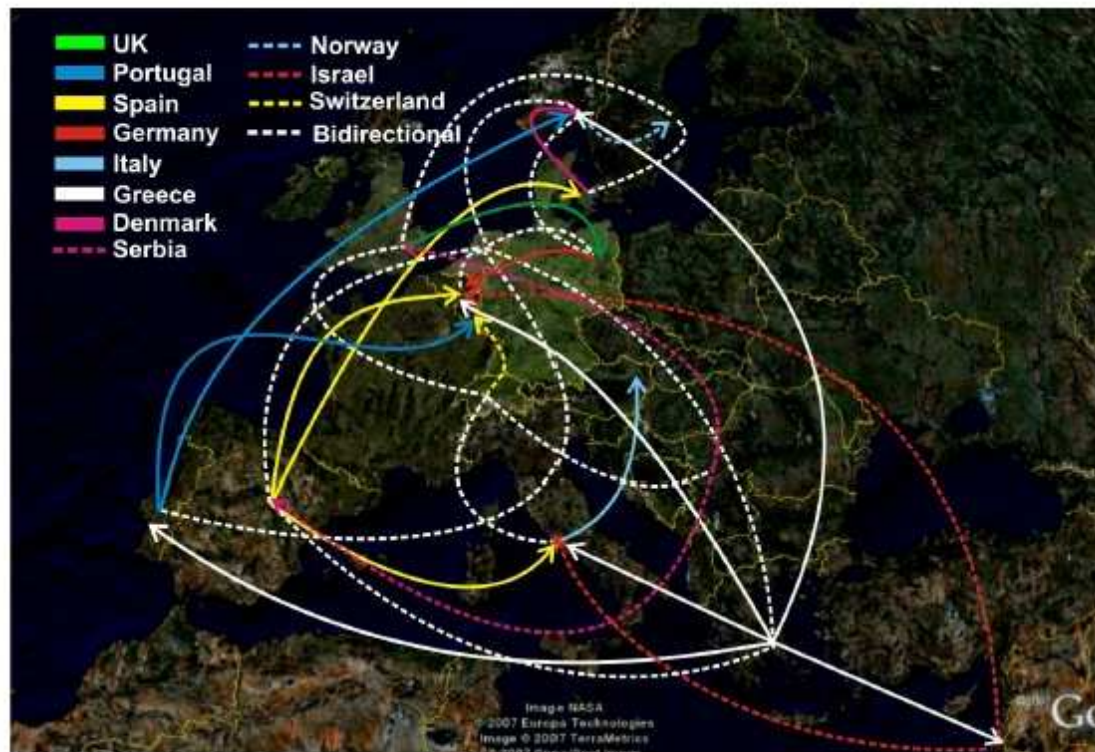 UK
Portugal
Spain
Germany
Italy
Greece
Denmark
Serbia
Norway
Israel
Switzerland
Bidirectional
Image NASA
© 2007 Europa Technologies
Image © 2007 TerraMetrics
Go